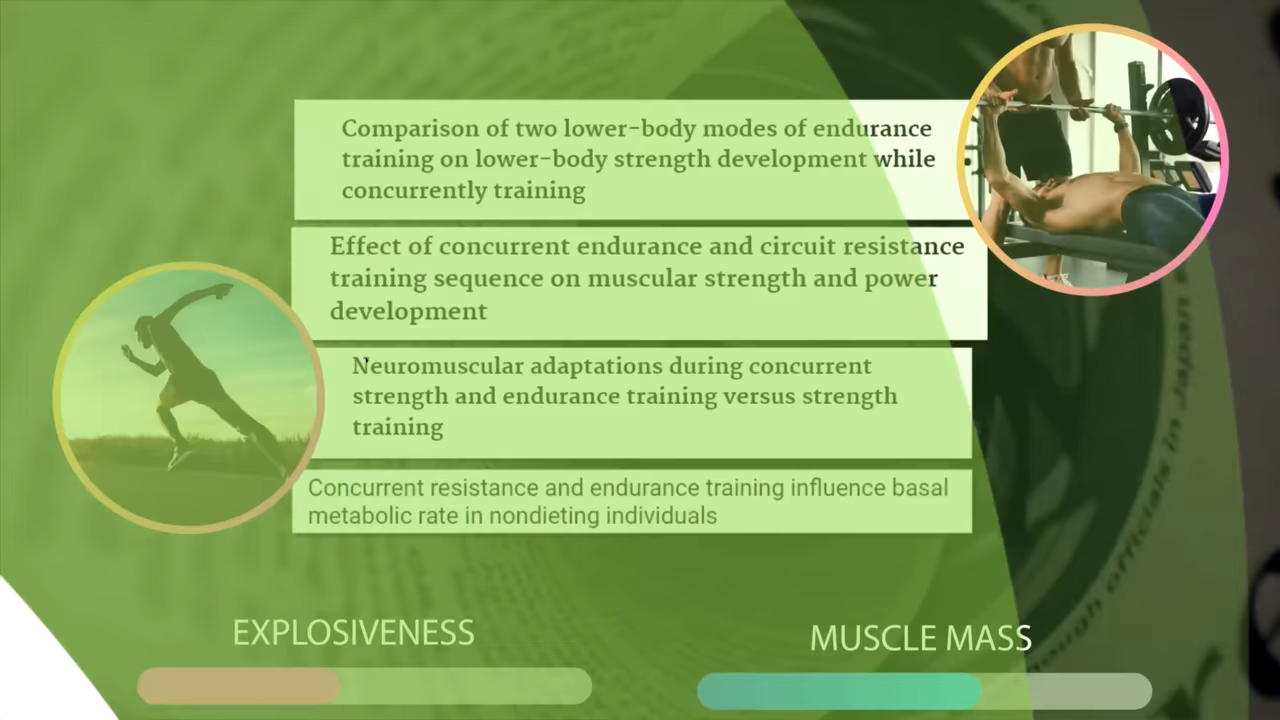 Comparison of two lower-body modes of endurance
training on lower-body strength development while
concurrently training
Effect of concurrent endurance and circuit resistance
training sequence on muscular strength and power
development
Neuromuscular adaptations during concurrent
strength and endurance training versus strength
training
Concurrent resistance and endurance training influence basal
metabolic rate in nondieting individuals
EXPLOSIVENESS
MUSCLE MASS
officials in Japan